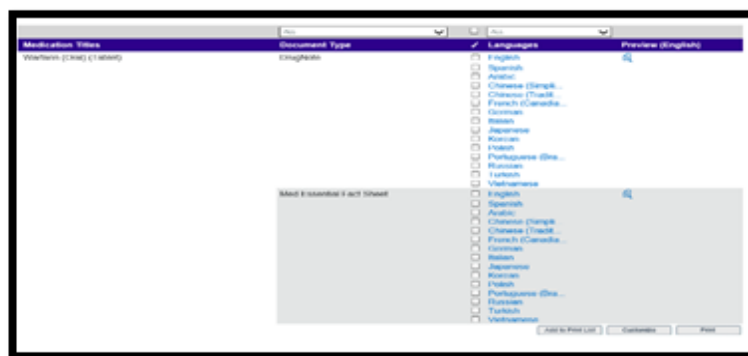 ALL ALL
Medication Titles Document Type ✓ Languages Preview (English)
Warfarin (Oral) (Tablet) DrugNote English
Spanish
Arabic
Chinese (Simpli...
Chinese (Tradit...
French (Canadia...
German
Italian
Japanese
Korean
Polish
Portuguese (Bra...
Russian
Turkish
Vietnamese
Med Essential Fact Sheet English
Spanish
Arabic
Chinese (Simpli...
Chinese (Tradit...
French (Canadia...
German
Italian
Japanese
Korean
Polish
Portuguese (Bra...
Russian
Turkish
Vietnamese
Add to Print List Customize Print